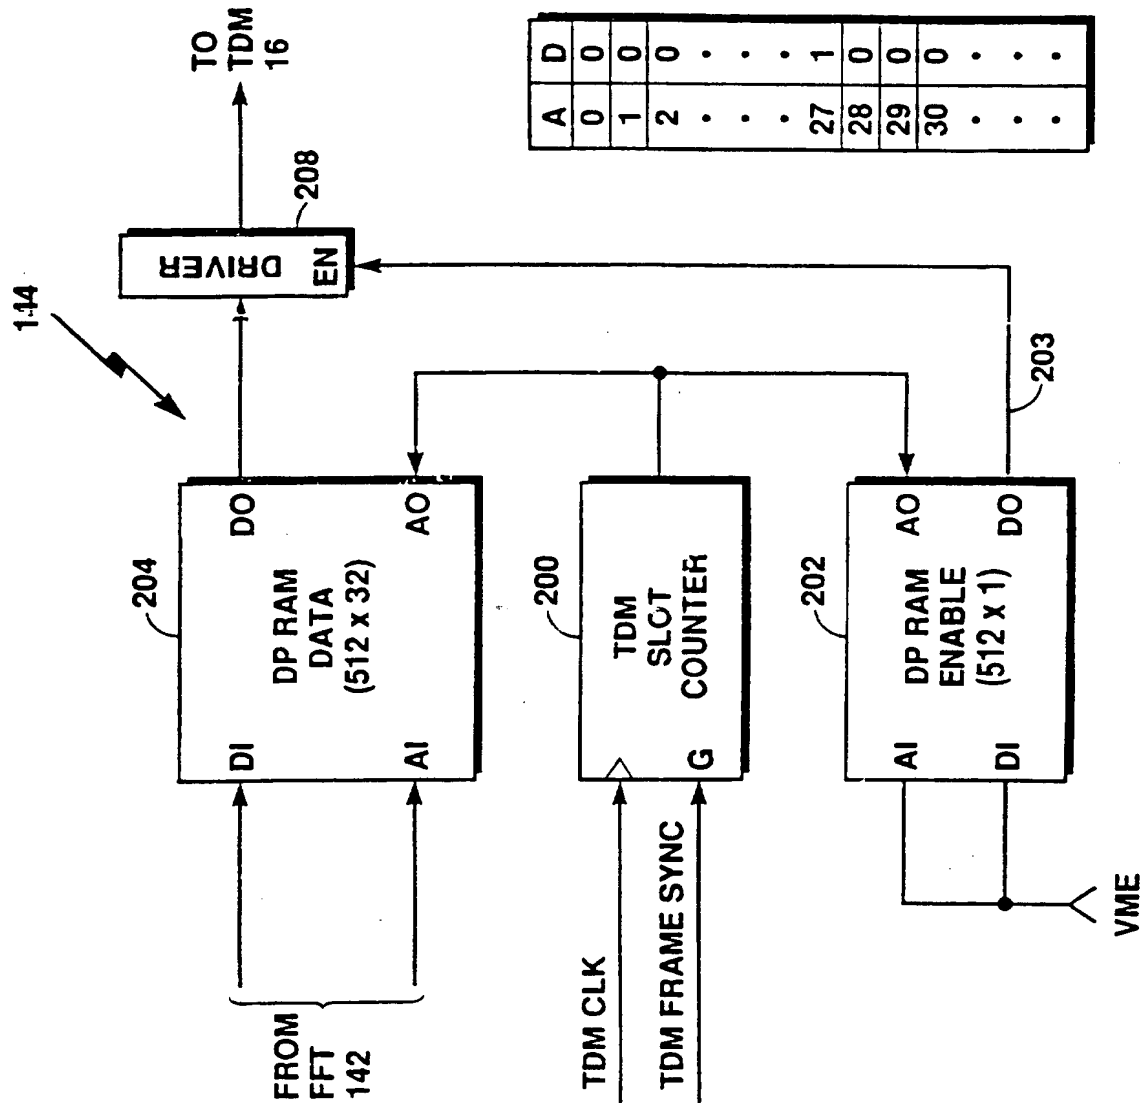 144
TO
TDM
16
208
DRIVER
EN
204
DI
DO
DP RAM
DATA
(512 x 32)
AI
AO
FROM
FFT
142
200
TDM
SLOT
COUNTER
G
TDM CLK
TDM FRAME SYNC
202
AI
AO
DP RAM
ENABLE
(512 x 1)
DI
DO
203
VME
A D
0 0
1 0
2 0
. .
. .
. .
27 1
28 0
29 0
30 0
. .
. .
. .